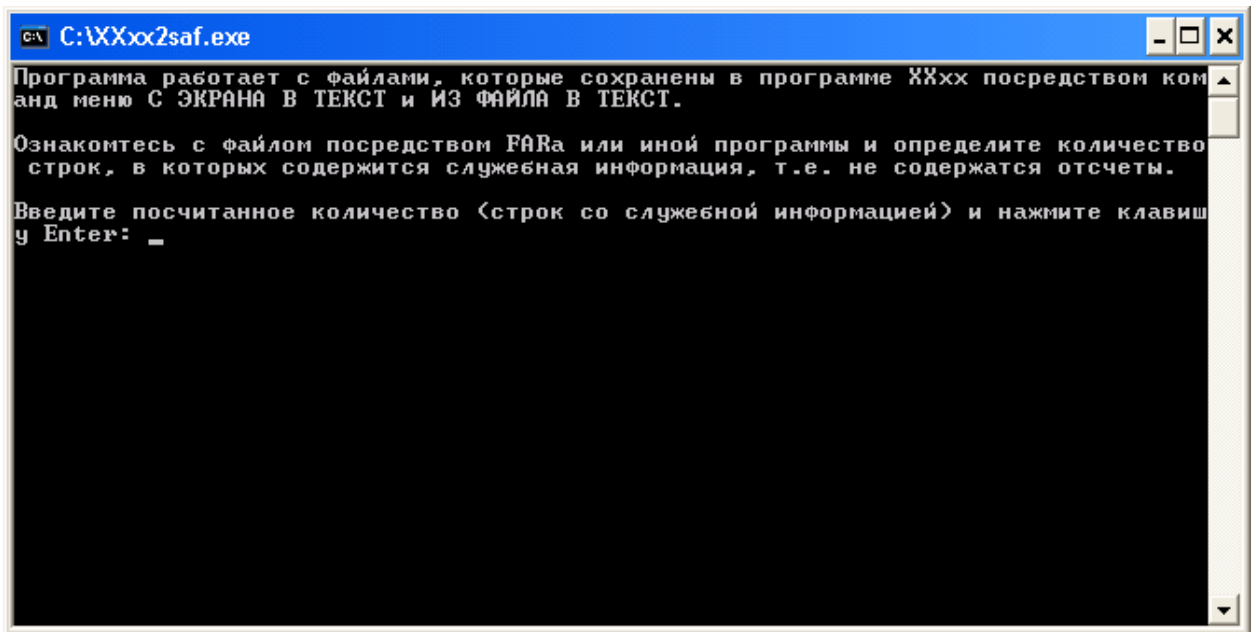 C:\XXxx2saf.exe
Программа работает с файлами, которые сохранены в программе XXxx посредством ком
анд меню С ЭКРАНА В ТЕКСТ и ИЗ ФАЙЛА В ТЕКСТ.
Ознакомтесь с файлом посредством FARа или иной программы и определите количество
строк, в которых содержится служебная информация, т.е. не содержатся отсчеты.
Введите посчитанное количество (строк со служебной информацией) и нажмите клавиш
у Enter: _